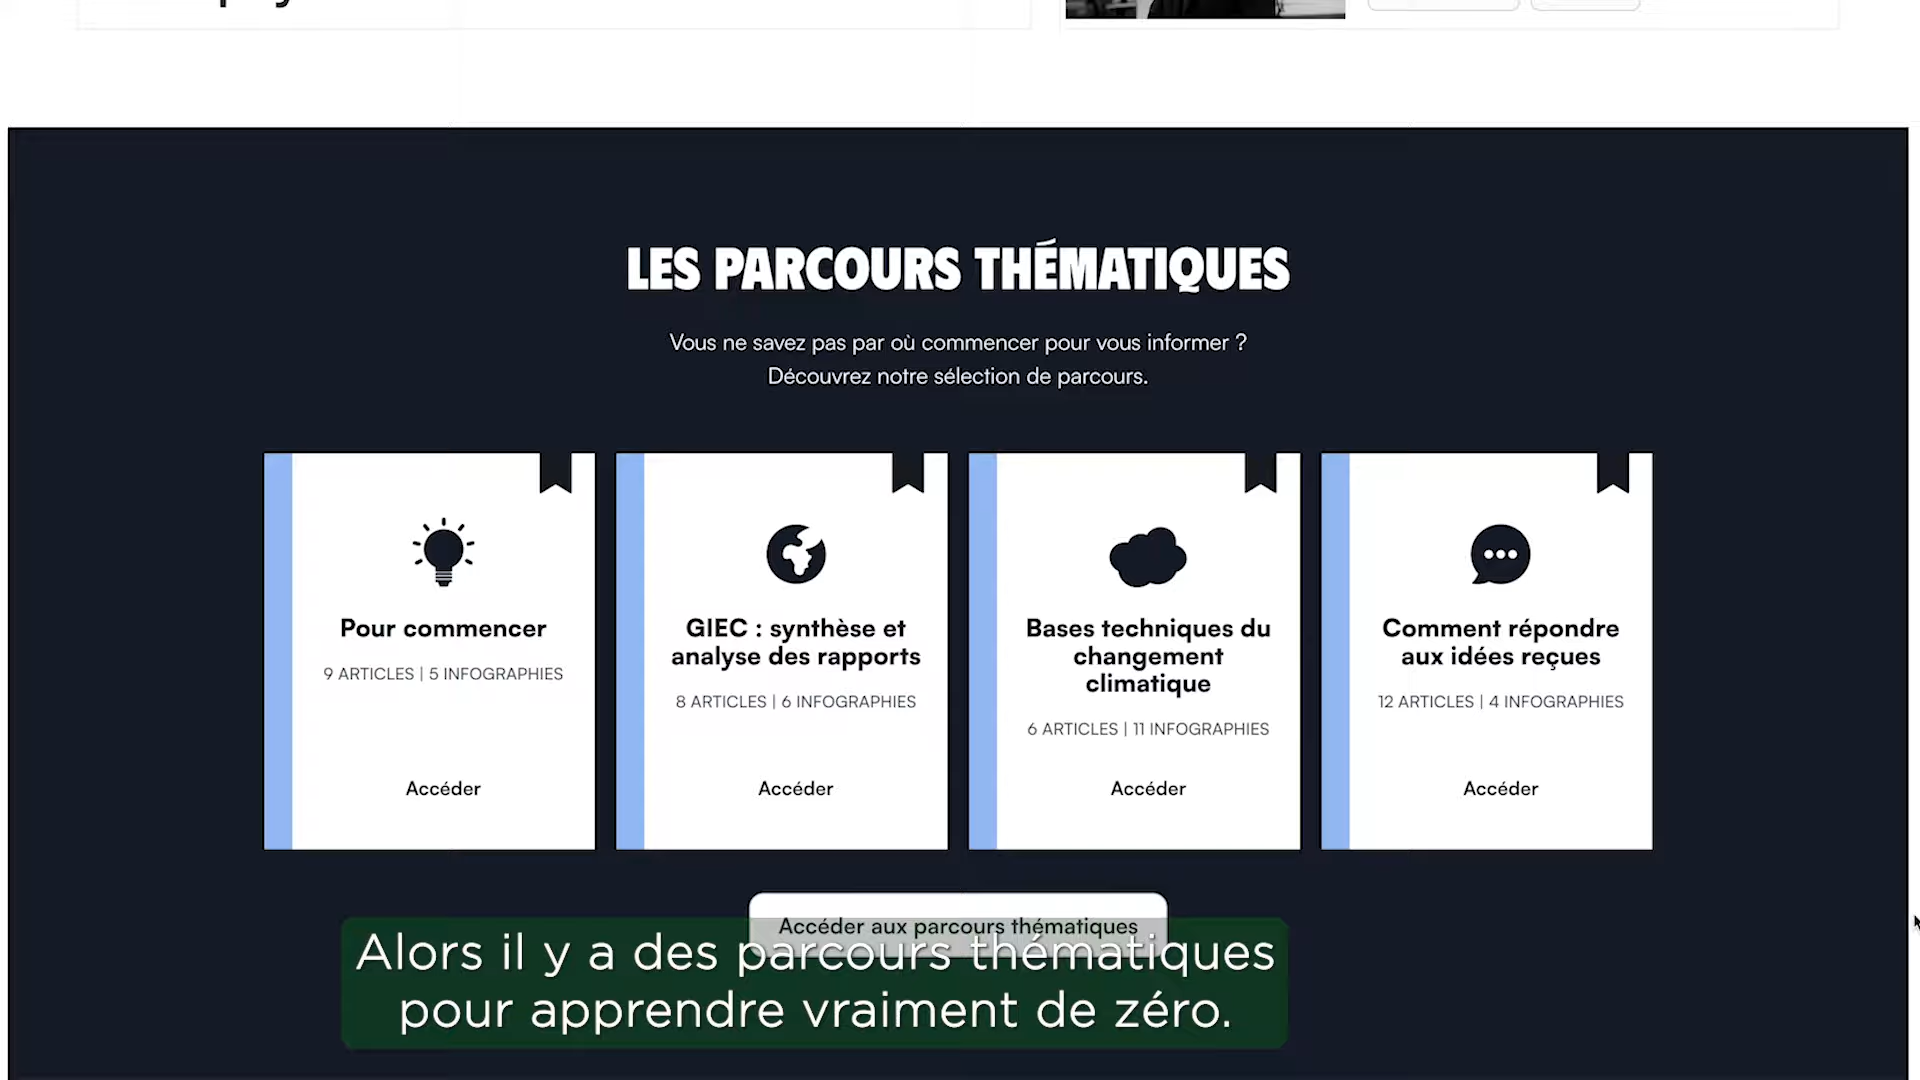 LES PARCOURS THÉMATIQUES
Vous ne savez pas par où commencer pour vous informer ?
Découvrez notre sélection de parcours.
Pour commencer
9 ARTICLES | 5 INFOGRAPHIES
Accéder
GIEC : synthèse et
analyse des rapports
8 ARTICLES | 6 INFOGRAPHIES
Accéder
Bases techniques du
changement
climatique
6 ARTICLES | 11 INFOGRAPHIES
Accéder
Comment répondre
aux idées reçues
12 ARTICLES | 4 INFOGRAPHIES
Accéder
Accéder aux parcours thématiques
Alors il y a des parcours thématiques
pour apprendre vraiment de zéro.